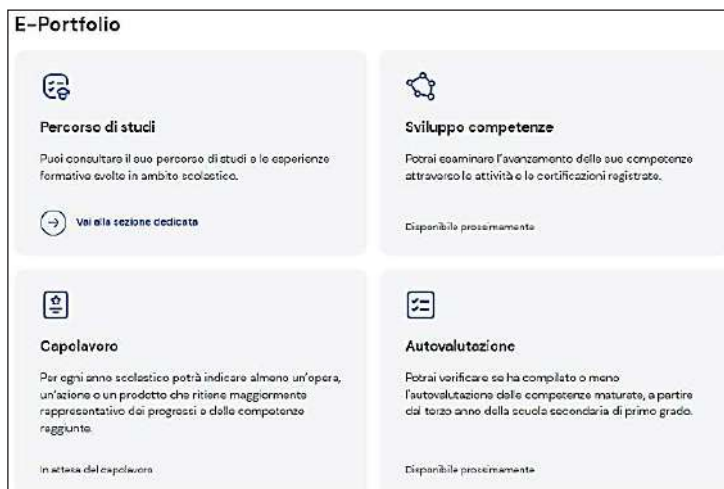 E-Portfolio
Percorso di studi
Puoi consultare il suo percorso di studi e le esperienze
formative svolte in ambito scolastico.
Vai alla sezione dedicata
Sviluppo competenze
Potrai esaminare l'avanzamento delle sue competenze
attraverso le attività e le certificazioni registrate.
Disponibile prossimamente
Capolavoro
Per ogni anno scolastico potrà indicare almeno un'opera,
un'azione o un prodotto che ritiene maggiormente
rappresentativo dei progressi e delle competenze
raggiunte.
In attesa del capolavoro
Autovalutazione
Potrai verificare se ha compilato o meno
l'autovalutazione delle competenze maturate, a partire
dal terzo anno della scuola secondaria di primo grado.
Disponibile prossimamente